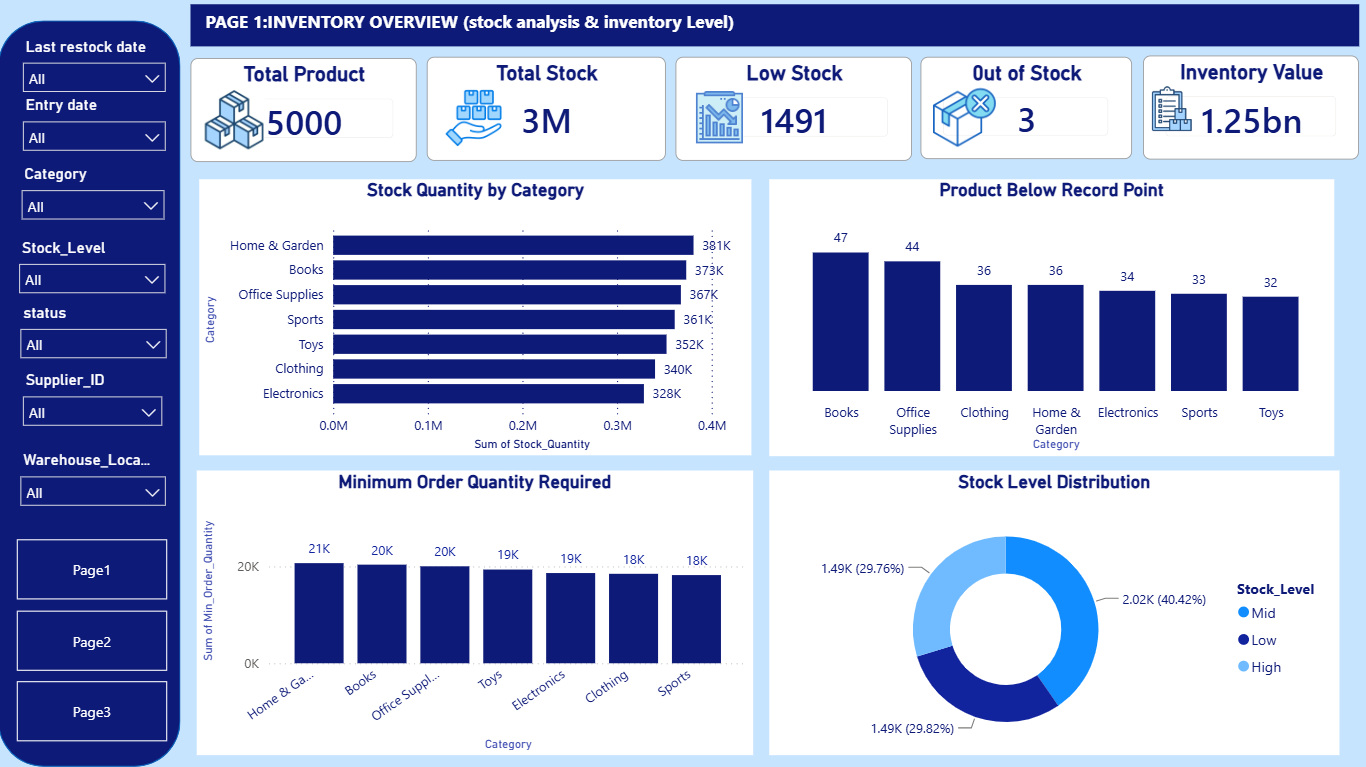 PAGE 1:INVENTORY OVERVIEW (stock analysis & inventory Level)
Last restock date
All
Entry date
All
Category
All
Stock_Level
All
status
All
Supplier_ID
All
Warehouse_Loca...
All
Page1
Page2
Page3
Total Product
5000
Total Stock
3M
Low Stock
1491
Out of Stock
3
Inventory Value
1.25bn
Stock Quantity by Category
Category
Home & Garden
381K
Books
373K
Office Supplies
367K
Sports
361K
Toys
352K
Clothing
340K
Electronics
328K
0.0M 0.1M 0.2M 0.3M 0.4M
Sum of Stock_Quantity
Product Below Record Point
47 44 36 36 34 33 32
Books Office Clothing Home & Electronics Sports Toys
Supplies Garden
Category
Minimum Order Quantity Required
Sum of Min_Order_Quantity
20K
0K
21K 20K 20K 19K 19K 18K 18K
Home & Ga... Books Office Suppl... Toys Electronics Clothing Sports
Category
Stock Level Distribution
1.49K (29.76%)
2.02K (40.42%)
1.49K (29.82%)
Stock_Level
Mid
Low
High